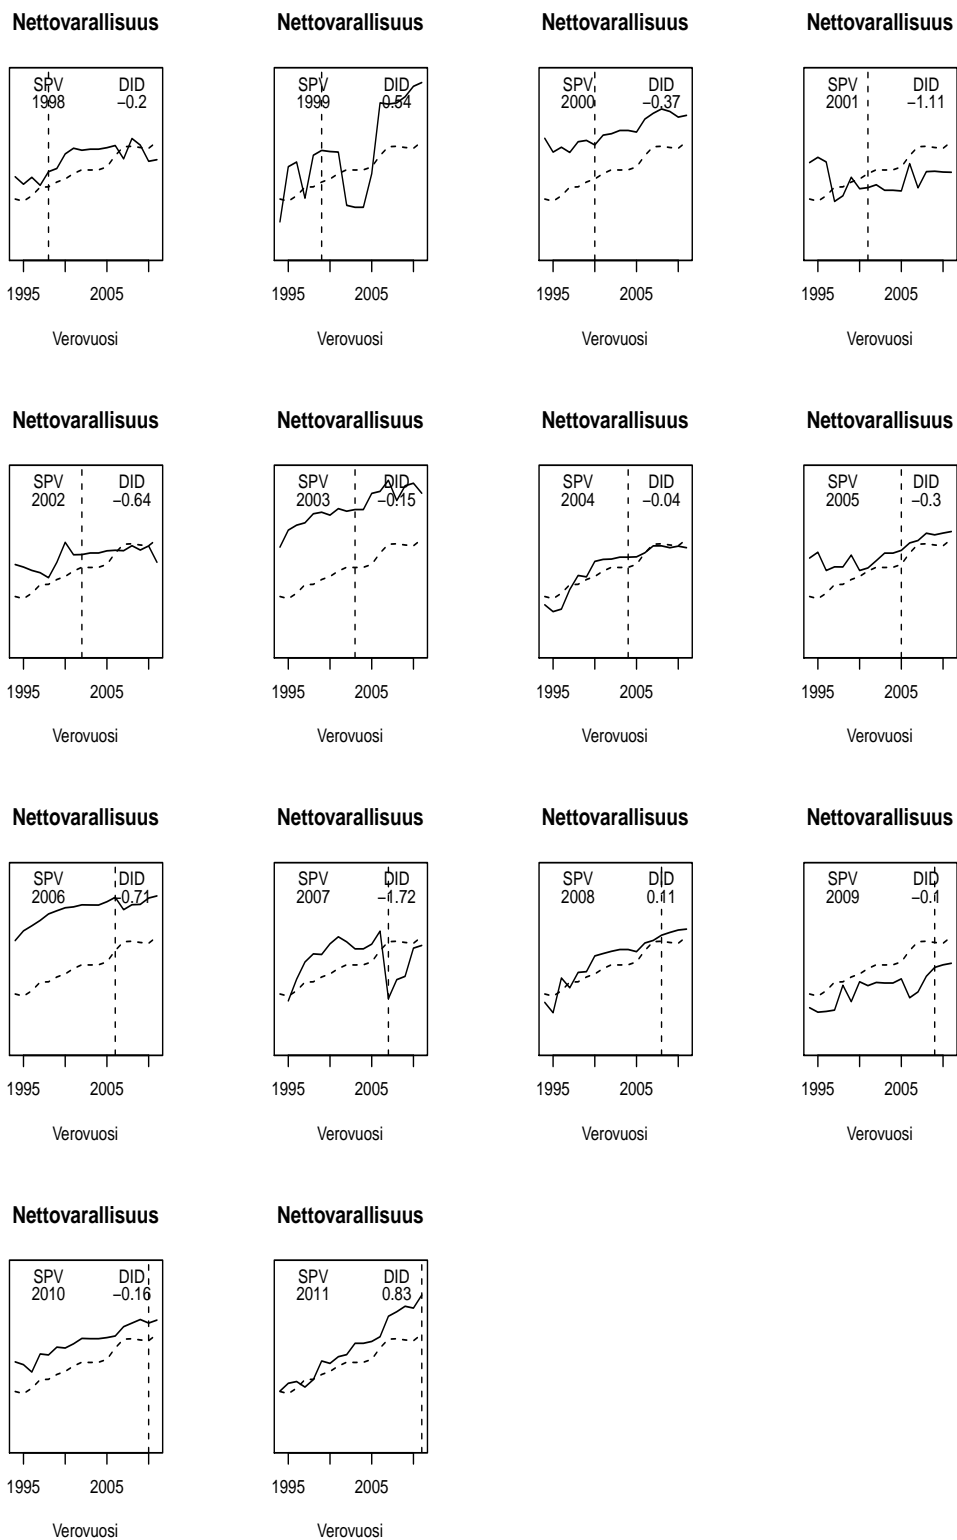 Nettovarallisuus
SPV DID
1998 −0.2
1995 2005
Verovuosi
Nettovarallisuus
SPV DID
1999 0.54
1995 2005
Verovuosi
Nettovarallisuus
SPV DID
2000 −0.37
1995 2005
Verovuosi
Nettovarallisuus
SPV DID
2001 −1.11
1995 2005
Verovuosi
Nettovarallisuus
SPV DID
2002 −0.64
1995 2005
Verovuosi
Nettovarallisuus
SPV DID
2003 −0.15
1995 2005
Verovuosi
Nettovarallisuus
SPV DID
2004 −0.04
1995 2005
Verovuosi
Nettovarallisuus
SPV DID
2005 −0.3
1995 2005
Verovuosi
Nettovarallisuus
SPV DID
2006 −0.71
1995 2005
Verovuosi
Nettovarallisuus
SPV DID
2007 −1.72
1995 2005
Verovuosi
Nettovarallisuus
SPV DID
2008 0.11
1995 2005
Verovuosi
Nettovarallisuus
SPV DID
2009 −0.1
1995 2005
Verovuosi
Nettovarallisuus
SPV DID
2010 −0.16
1995 2005
Verovuosi
Nettovarallisuus
SPV DID
2011 0.83
1995 2005
Verovuosi